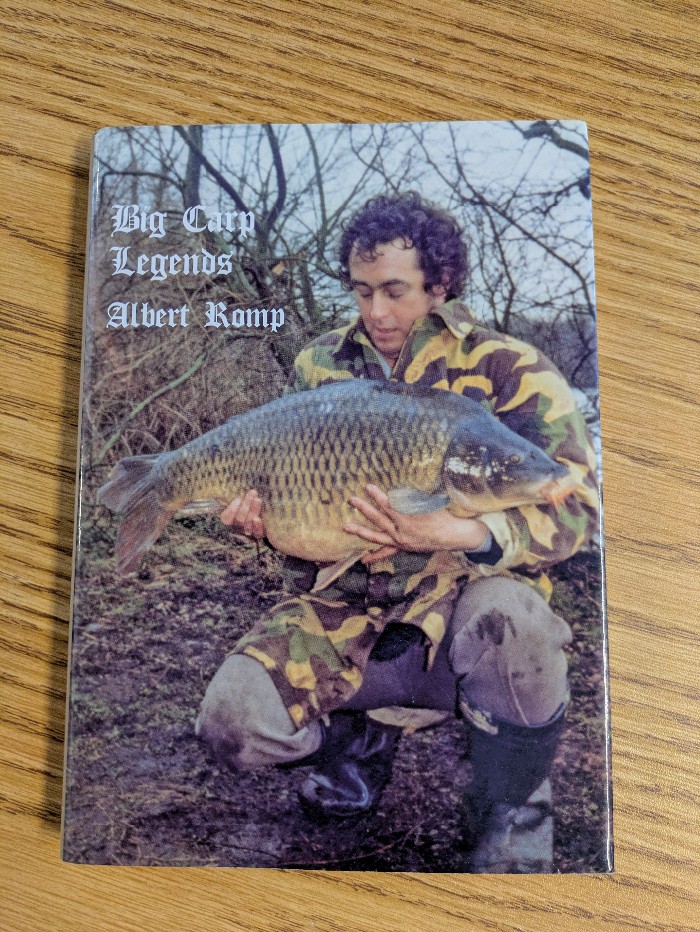 Big Carp
Legends
Albert Romp